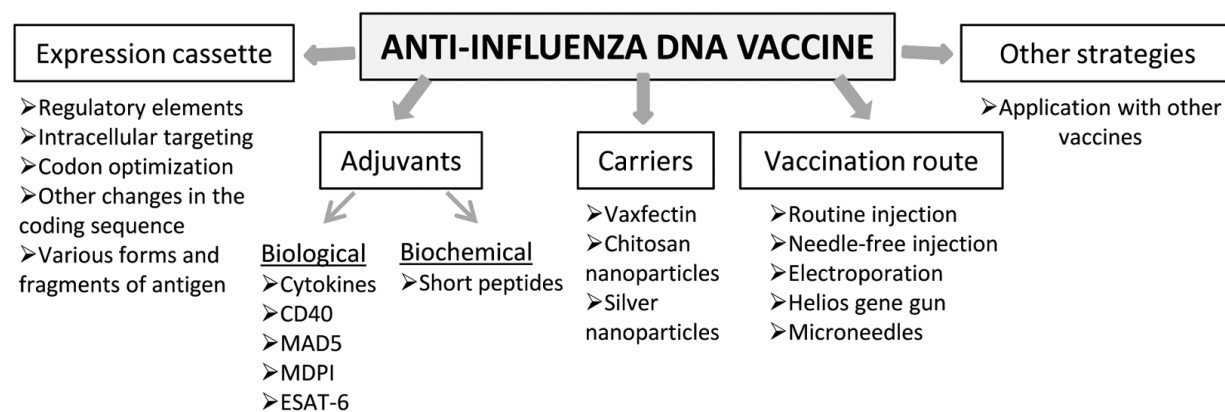 ANTI-INFLUENZA DNA VACCINE
Expression cassette
➢Regulatory elements
➢Intracellular targeting
➢Codon optimization
➢Other changes in the
coding sequence
➢Various forms and
fragments of antigen
Adjuvants
Biological
➢Cytokines
➢CD40
➢MAD5
➢MDPI
➢ESAT-6
Biochemical
➢Short peptides
Carriers
➢Vaxfectin
➢Chitosan
nanoparticles
➢Silver
nanoparticles
Vaccination route
➢Routine injection
➢Needle-free injection
➢Electroporation
➢Helios gene gun
➢Microneedles
Other strategies
➢Application with other
vaccines